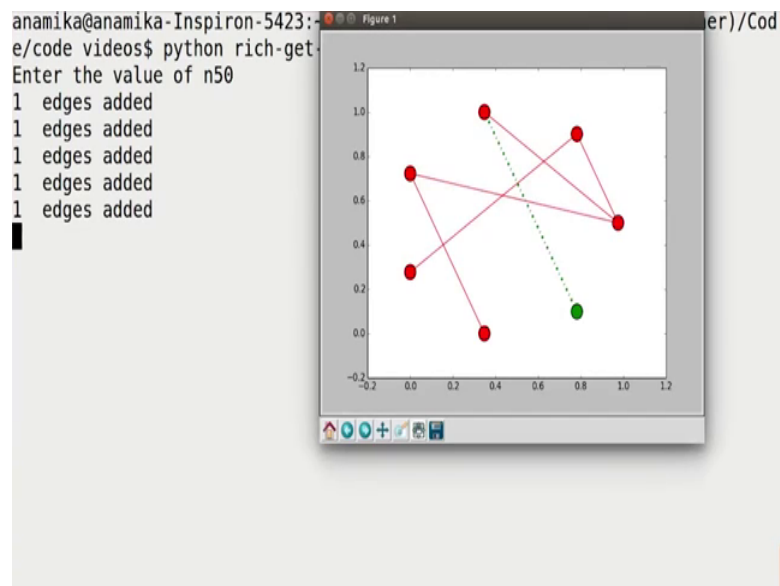 anamika@anamika-Inspiron-5423:~ er)/Cod
e/code videos$ python rich-get-
Enter the value of n50
1 edges added
1 edges added
1 edges added
1 edges added
1 edges added
Figure 1
1.2
1.0
0.8
0.6
0.4
0.2
0.0
−0.2
−0.2 0.0 0.2 0.4 0.6 0.8 1.0 1.2